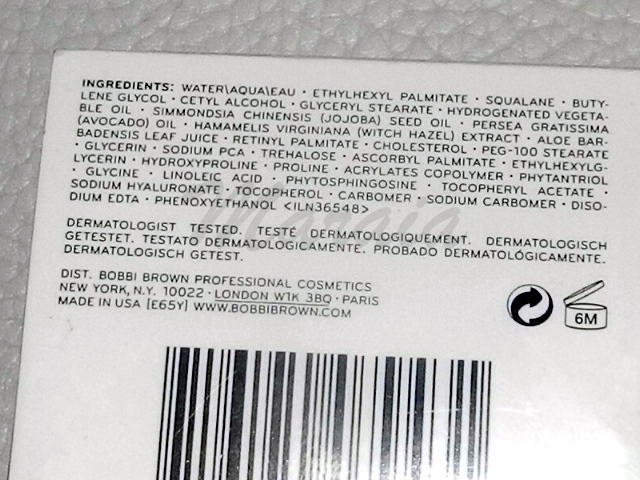 INGREDIENTS: WATER\AQUA\EAU · ETHYLHEXYL PALMITATE · SQUALANE · BUTY-
LENE GLYCOL · CETYL ALCOHOL · GLYCERYL STEARATE · HYDROGENATED VEGETA-
BLE OIL · SIMMONDSIA CHINENSIS (JOJOBA) SEED OIL · PERSEA GRATISSIMA
(AVOCADO) OIL · HAMAMELIS VIRGINIANA (WITCH HAZEL) EXTRACT · ALOE BAR-
BADENSIS LEAF JUICE · RETINYL PALMITATE · CHOLESTEROL · PEG-100 STEARATE
· GLYCERIN · SODIUM PCA · TREHALOSE · ASCORBYL PALMITATE · ETHYLHEXYLG-
LYCERIN · HYDROXYPROLINE · PROLINE · ACRYLATES COPOLYMER · PHYTANTRIOL
· GLYCINE · LINOLEIC ACID · PHYTOSPHINGOSINE · TOCOPHERYL ACETATE ·
SODIUM HYALURONATE · TOCOPHEROL · CARBOMER · SODIUM CARBOMER · DISO-
DIUM EDTA · PHENOXYETHANOL <ILN36548>
DERMATOLOGIST TESTED. TESTÉ DERMATOLOGIQUEMENT. DERMATOLOGISCH
GETESTET. TESTATO DERMATOLOGICAMENTE. PROBADO DERMATOLÓGICAMENTE.
DERMATOLOGISCH GETEST.
DIST. BOBBI BROWN PROFESSIONAL COSMETICS
NEW YORK, N.Y. 10022 · LONDON W1K 3BQ · PARIS
MADE IN USA [E65Y] WWW.BOBBIBROWN.COM
6M